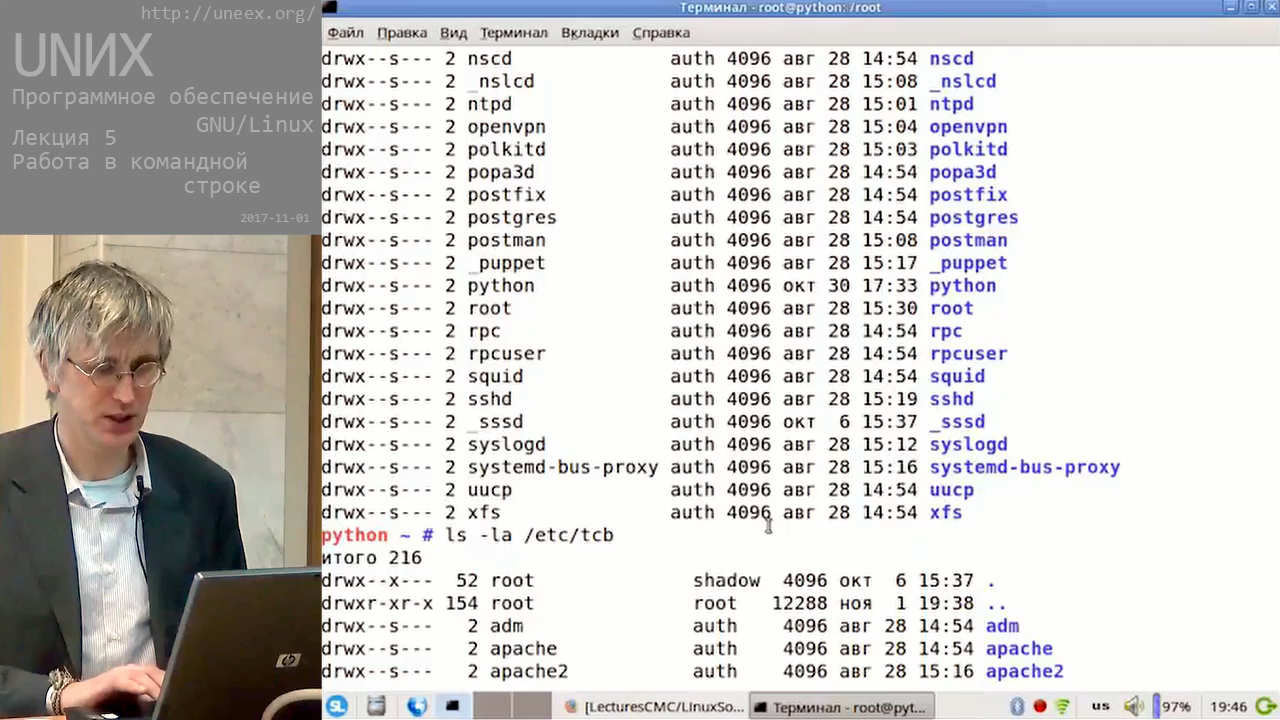 http://uneex.org/
UNИX
Программное обеспечение
GNU/Linux
Лекция 5
Работа в командной
строке
2017-11-01
Терминал - root@python: /root
Файл Правка Вид Терминал Вкладки Справка
drwx--s--- 2 nscd auth 4096 авг 28 14:54 nscd
drwx--s--- 2 _nslcd auth 4096 авг 28 15:08 _nslcd
drwx--s--- 2 ntpd auth 4096 авг 28 15:01 ntpd
drwx--s--- 2 openvpn auth 4096 авг 28 15:04 openvpn
drwx--s--- 2 polkitd auth 4096 авг 28 15:03 polkitd
drwx--s--- 2 popa3d auth 4096 авг 28 14:54 popa3d
drwx--s--- 2 postfix auth 4096 авг 28 14:54 postfix
drwx--s--- 2 postgres auth 4096 авг 28 14:54 postgres
drwx--s--- 2 postman auth 4096 авг 28 15:08 postman
drwx--s--- 2 _puppet auth 4096 авг 28 15:17 _puppet
drwx--s--- 2 python auth 4096 окт 30 17:33 python
drwx--s--- 2 root auth 4096 авг 28 15:30 root
drwx--s--- 2 rpc auth 4096 авг 28 14:54 rpc
drwx--s--- 2 rpcuser auth 4096 авг 28 14:54 rpcuser
drwx--s--- 2 squid auth 4096 авг 28 14:54 squid
drwx--s--- 2 sshd auth 4096 авг 28 15:19 sshd
drwx--s--- 2 _sssd auth 4096 окт 6 15:37 _sssd
drwx--s--- 2 syslogd auth 4096 авг 28 15:12 syslogd
drwx--s--- 2 systemd-bus-proxy auth 4096 авг 28 15:16 systemd-bus-proxy
drwx--s--- 2 uucp auth 4096 авг 28 14:54 uucp
drwx--s--- 2 xfs auth 4096 авг 28 14:54 xfs
python ~ # ls -la /etc/tcb
итого 216
drwx--x--- 52 root shadow 4096 окт 6 15:37 .
drwxr-xr-x 154 root root 12288 ноя 1 19:38 ..
drwx--s--- 2 adm auth 4096 авг 28 14:54 adm
drwx--s--- 2 apache auth 4096 авг 28 14:54 apache
drwx--s--- 2 apache2 auth 4096 авг 28 15:16 apache2
SL [LecturesCMC/LinuxSo... Терминал - root@pyt... us 97% 19:46
hp